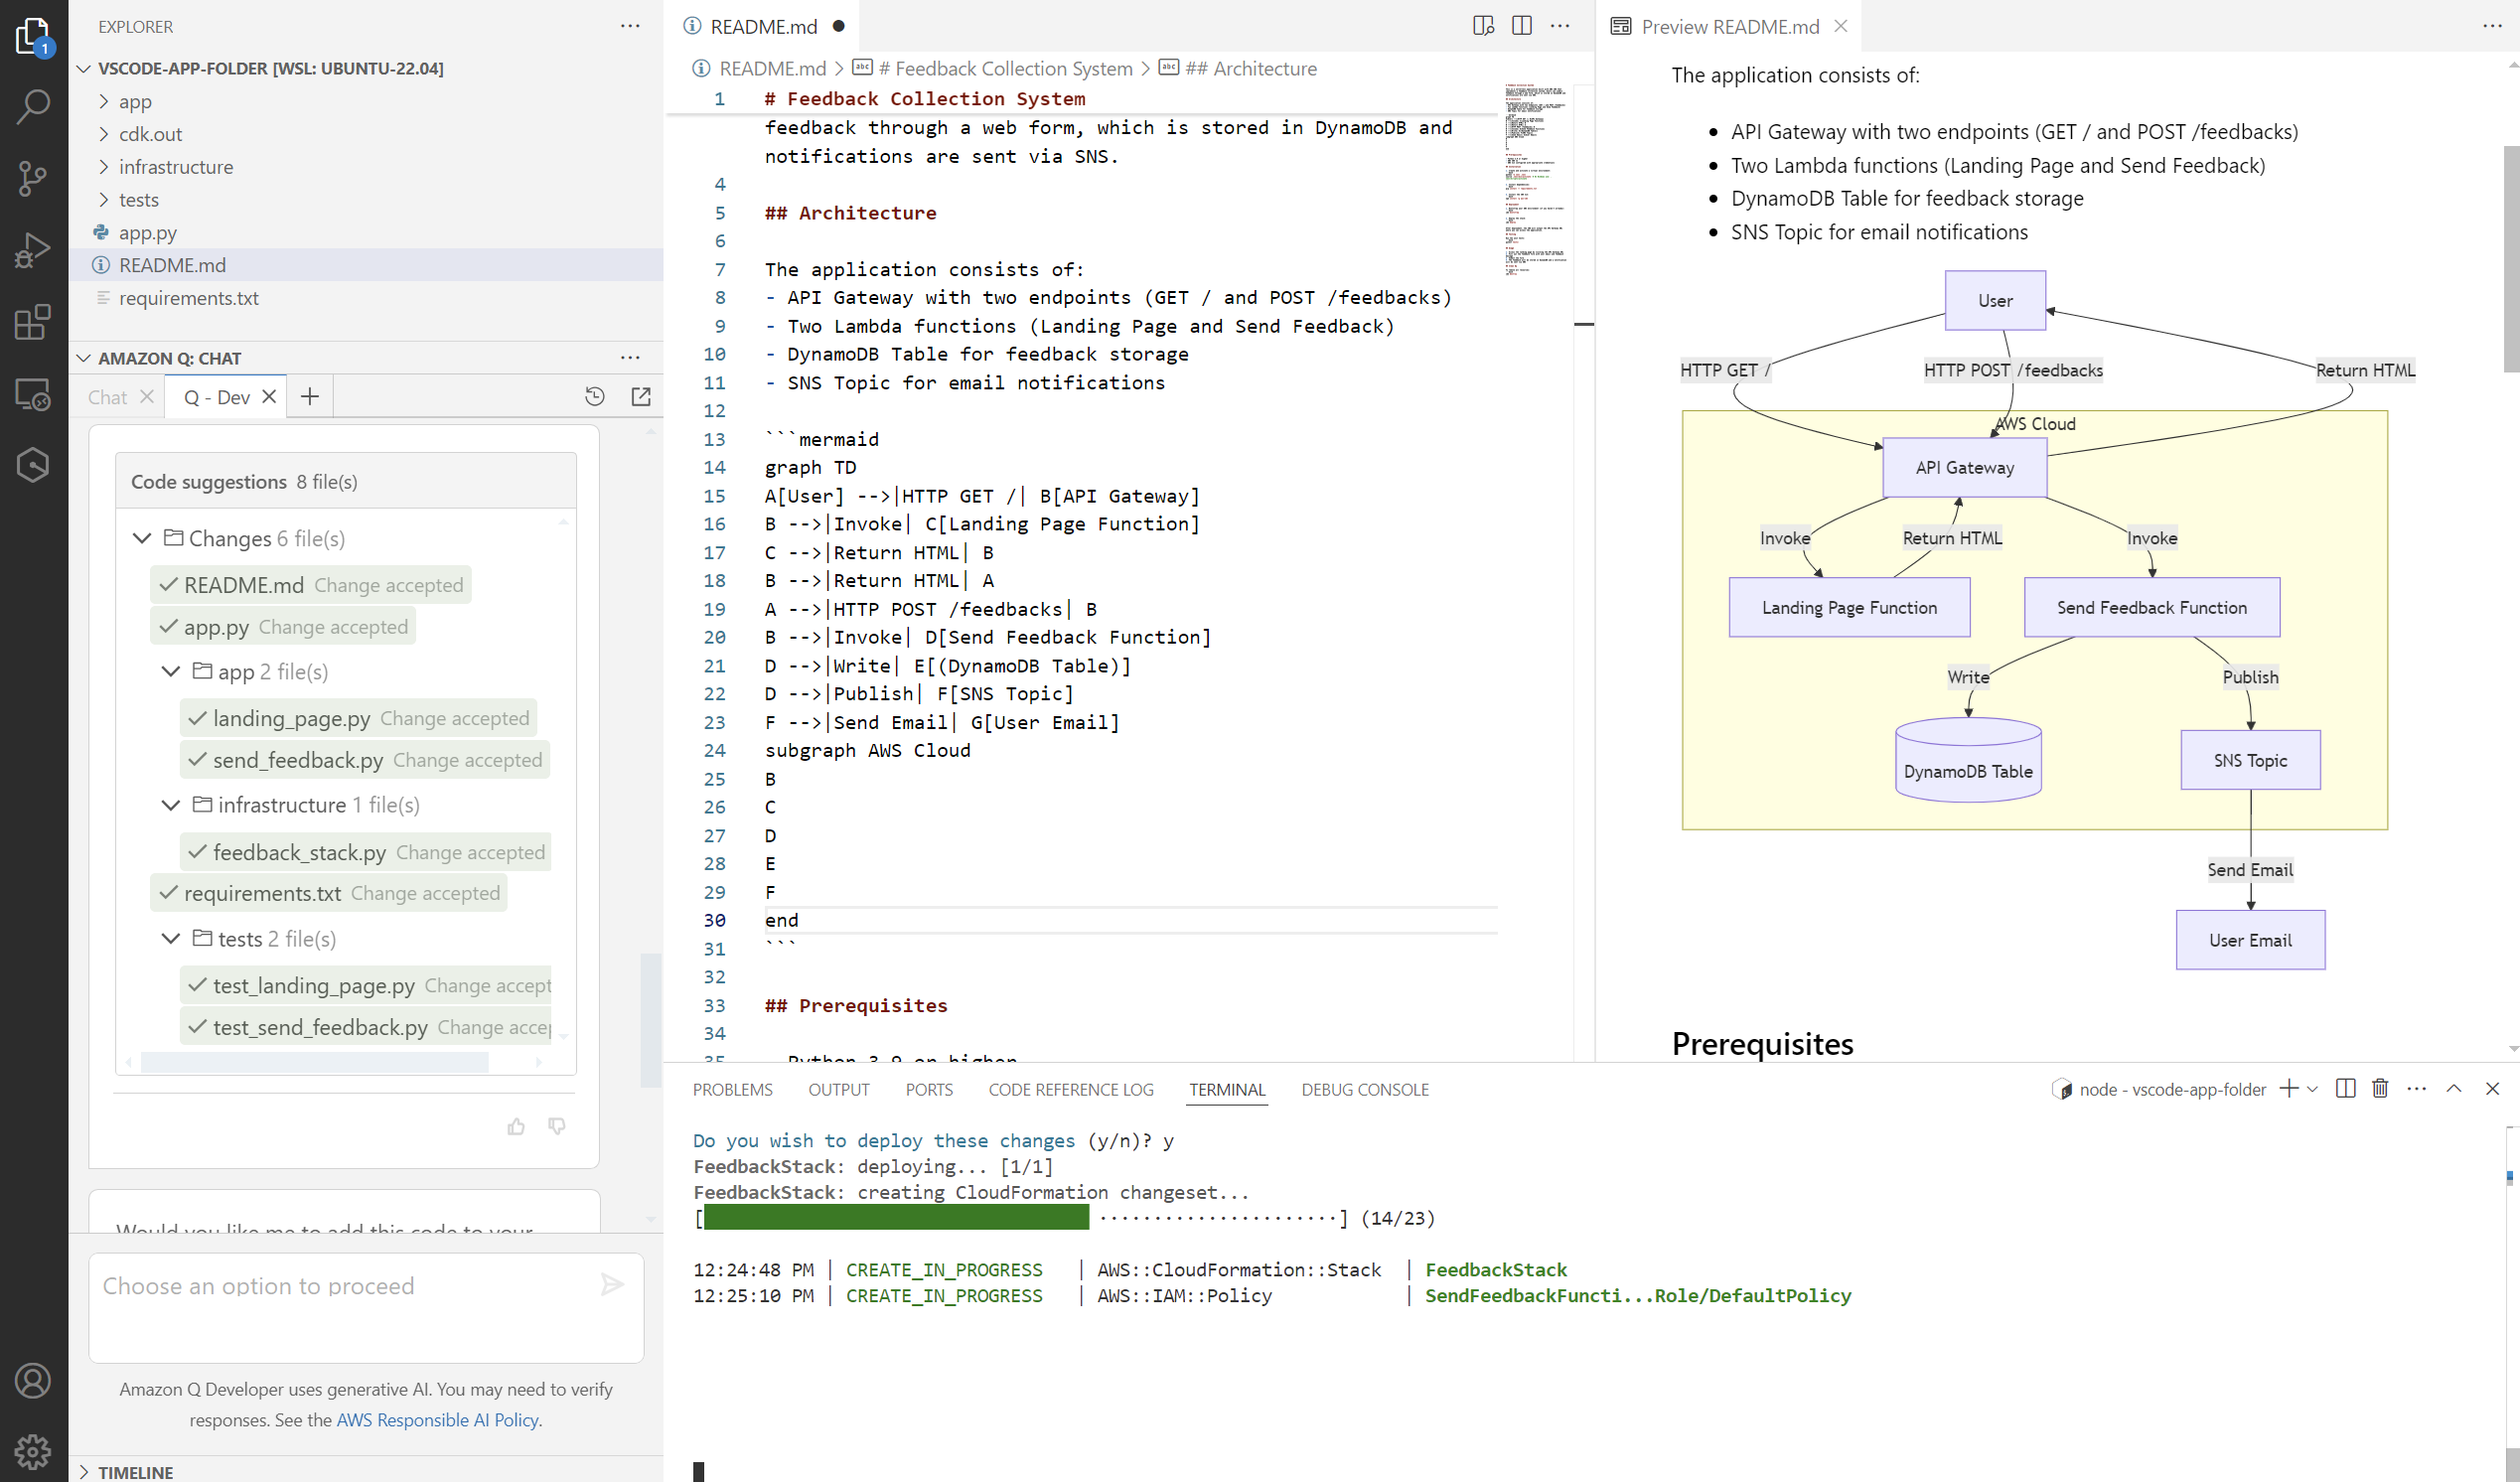 1
EXPLORER
VSCODE-APP-FOLDER [WSL: UBUNTU-22.04]
app
cdk.out
infrastructure
tests
app.py
README.md
requirements.txt
AMAZON Q: CHAT
Chat
Q - Dev
Code suggestions 8 file(s)
Changes 6 file(s)
README.md Change accepted
app.py Change accepted
app 2 file(s)
landing_page.py Change accepted
send_feedback.py Change accepted
infrastructure 1 file(s)
feedback_stack.py Change accepted
requirements.txt Change accepted
tests 2 file(s)
test_landing_page.py Change accept
test_send_feedback.py Change accep
Would you like me to add this code to your
Choose an option to proceed
Amazon Q Developer uses generative AI. You may need to verify
responses. See the AWS Responsible AI Policy.
TIMELINE
README.md
README.md > # Feedback Collection System > ## Architecture
1 # Feedback Collection System
feedback through a web form, which is stored in DynamoDB and
notifications are sent via SNS.
4
5 ## Architecture
6
7 The application consists of:
8 - API Gateway with two endpoints (GET / and POST /feedbacks)
9 - Two Lambda functions (Landing Page and Send Feedback)
10 - DynamoDB Table for feedback storage
11 - SNS Topic for email notifications
12
13 ```mermaid
14 graph TD
15 A[User] -->|HTTP GET /| B[API Gateway]
16 B -->|Invoke| C[Landing Page Function]
17 C -->|Return HTML| B
18 B -->|Return HTML| A
19 A -->|HTTP POST /feedbacks| B
20 B -->|Invoke| D[Send Feedback Function]
21 D -->|Write| E[(DynamoDB Table)]
22 D -->|Publish| F[SNS Topic]
23 F -->|Send Email| G[User Email]
24 subgraph AWS Cloud
25 B
26 C
27 D
28 E
29 F
30 end
31 ```
32
33 ## Prerequisites
34
35 - Python 3.9 or higher
Preview README.md
The application consists of:
• API Gateway with two endpoints (GET / and POST /feedbacks)
• Two Lambda functions (Landing Page and Send Feedback)
• DynamoDB Table for feedback storage
• SNS Topic for email notifications
User
HTTP GET /
HTTP POST /feedbacks
Return HTML
AWS Cloud
API Gateway
Invoke
Return HTML
Invoke
Landing Page Function
Send Feedback Function
Write
Publish
DynamoDB Table
SNS Topic
Send Email
User Email
Prerequisites
PROBLEMS
OUTPUT
PORTS
CODE REFERENCE LOG
TERMINAL
DEBUG CONSOLE
node - vscode-app-folder
Do you wish to deploy these changes (y/n)? y
FeedbackStack: deploying... [1/1]
FeedbackStack: creating CloudFormation changeset...
[······················] (14/23)
12:24:48 PM | CREATE_IN_PROGRESS | AWS::CloudFormation::Stack | FeedbackStack
12:25:10 PM | CREATE_IN_PROGRESS | AWS::IAM::Policy | SendFeedbackFuncti...Role/DefaultPolicy